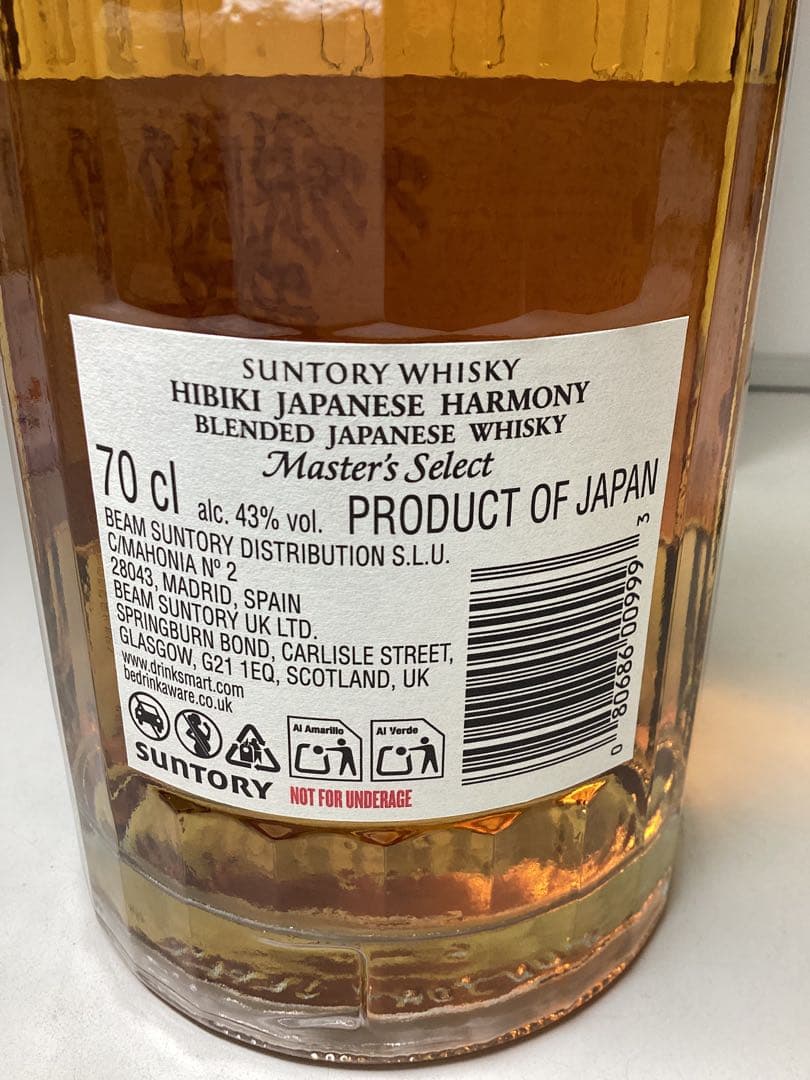 SUNTORY WHISKY
HIBIKI JAPANESE HARMONY
BLENDED JAPANESE WHISKY
Master's Select
70 cl alc. 43% vol. PRODUCT OF JAPAN
BEAM SUNTORY DISTRIBUTION S.L.U.
C/MAHONIA Nº 2
28043, MADRID, SPAIN
BEAM SUNTORY UK LTD.
SPRINGBURN BOND, CARLISLE STREET,
GLASGOW, G21 1EQ, SCOTLAND, UK
www.drinksmart.com
bedrinkaware.co.uk
Al Amarillo
Al Verde
SUNTORY
NOT FOR UNDERAGE
0 80686 00999 3